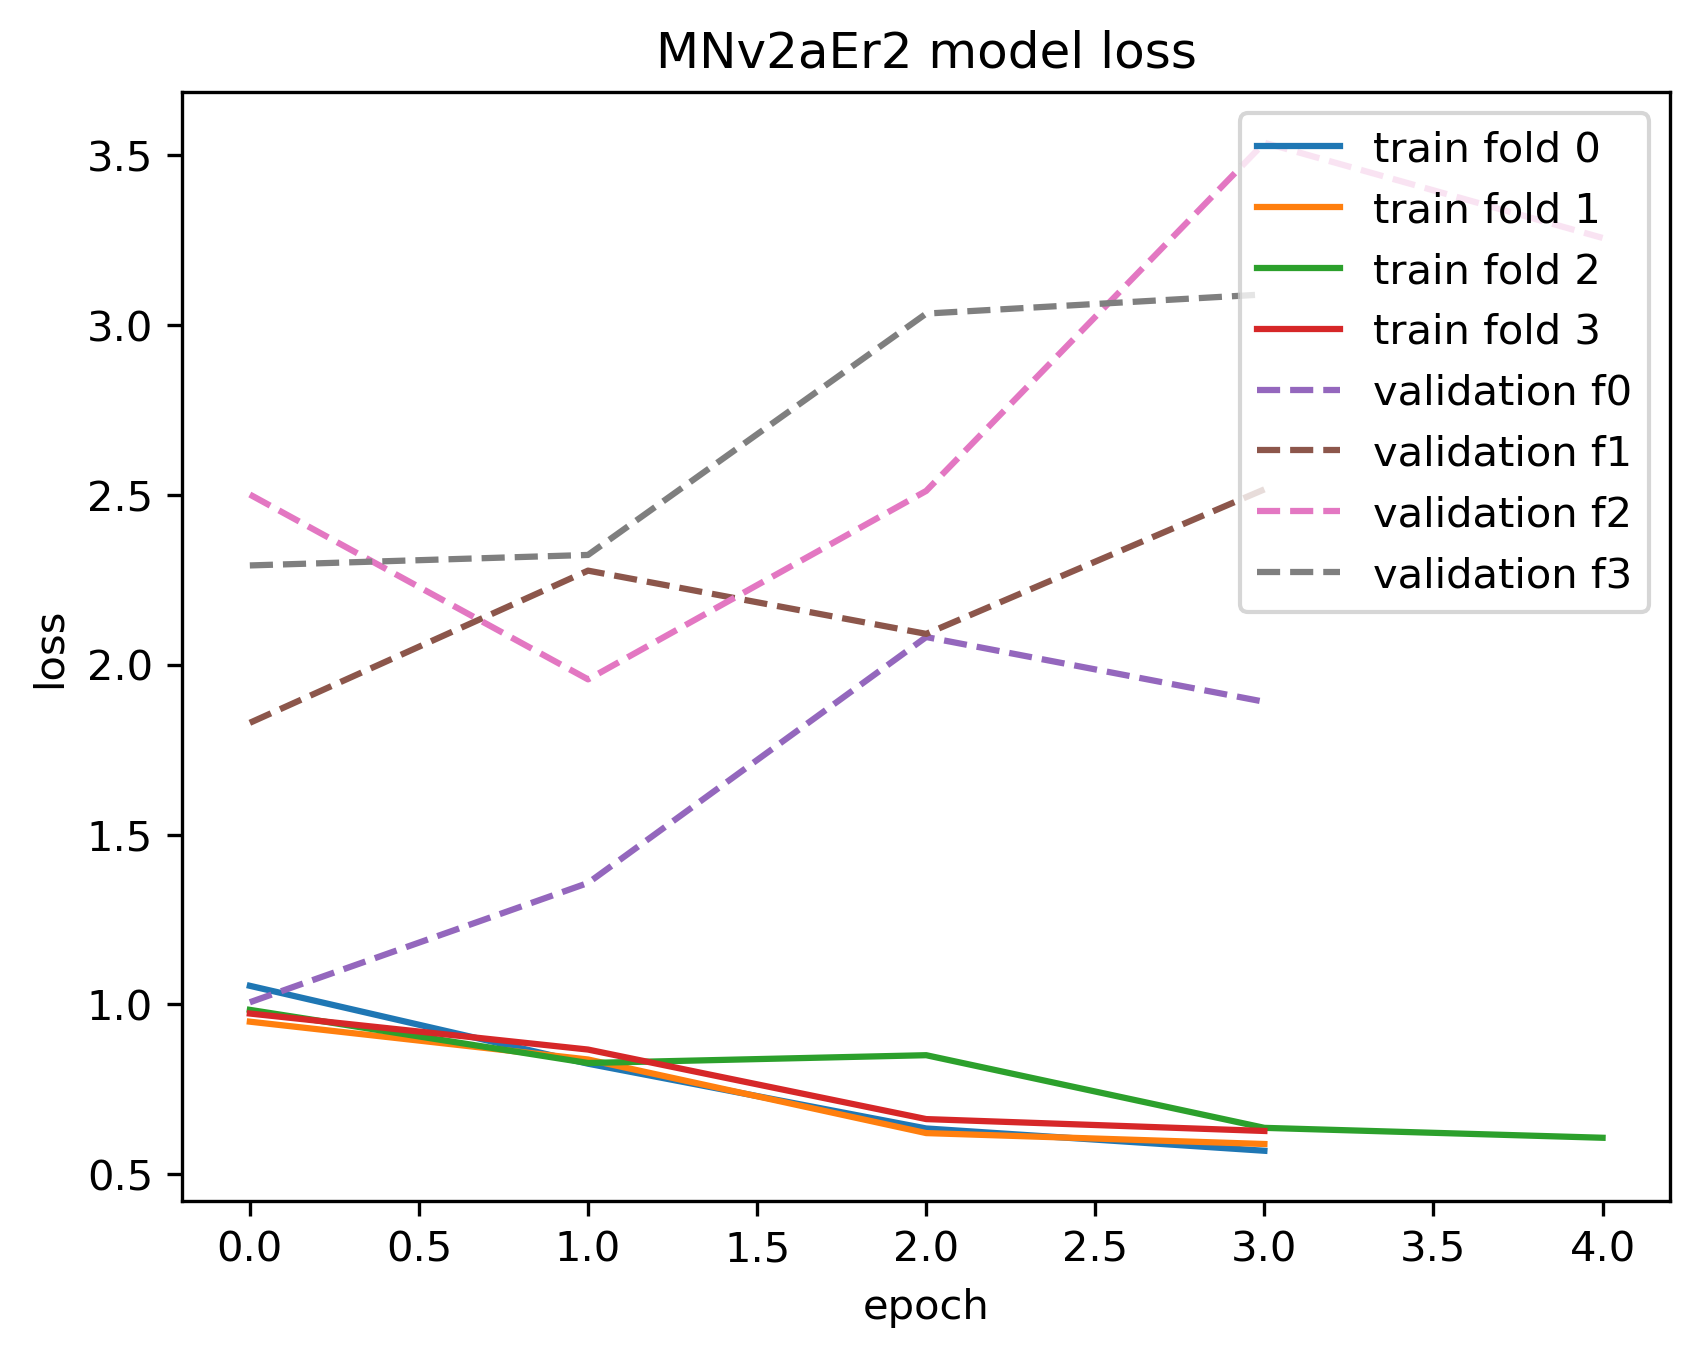 MNv2aEr2 model loss
3.5
3.0
2.5
2.0
1.5
1.0
0.5
loss
train fold 0
train fold 1
train fold 2
train fold 3
validation f0
validation f1
validation f2
validation f3
0.0 0.5 1.0 1.5 2.0 2.5 3.0 3.5 4.0
epoch